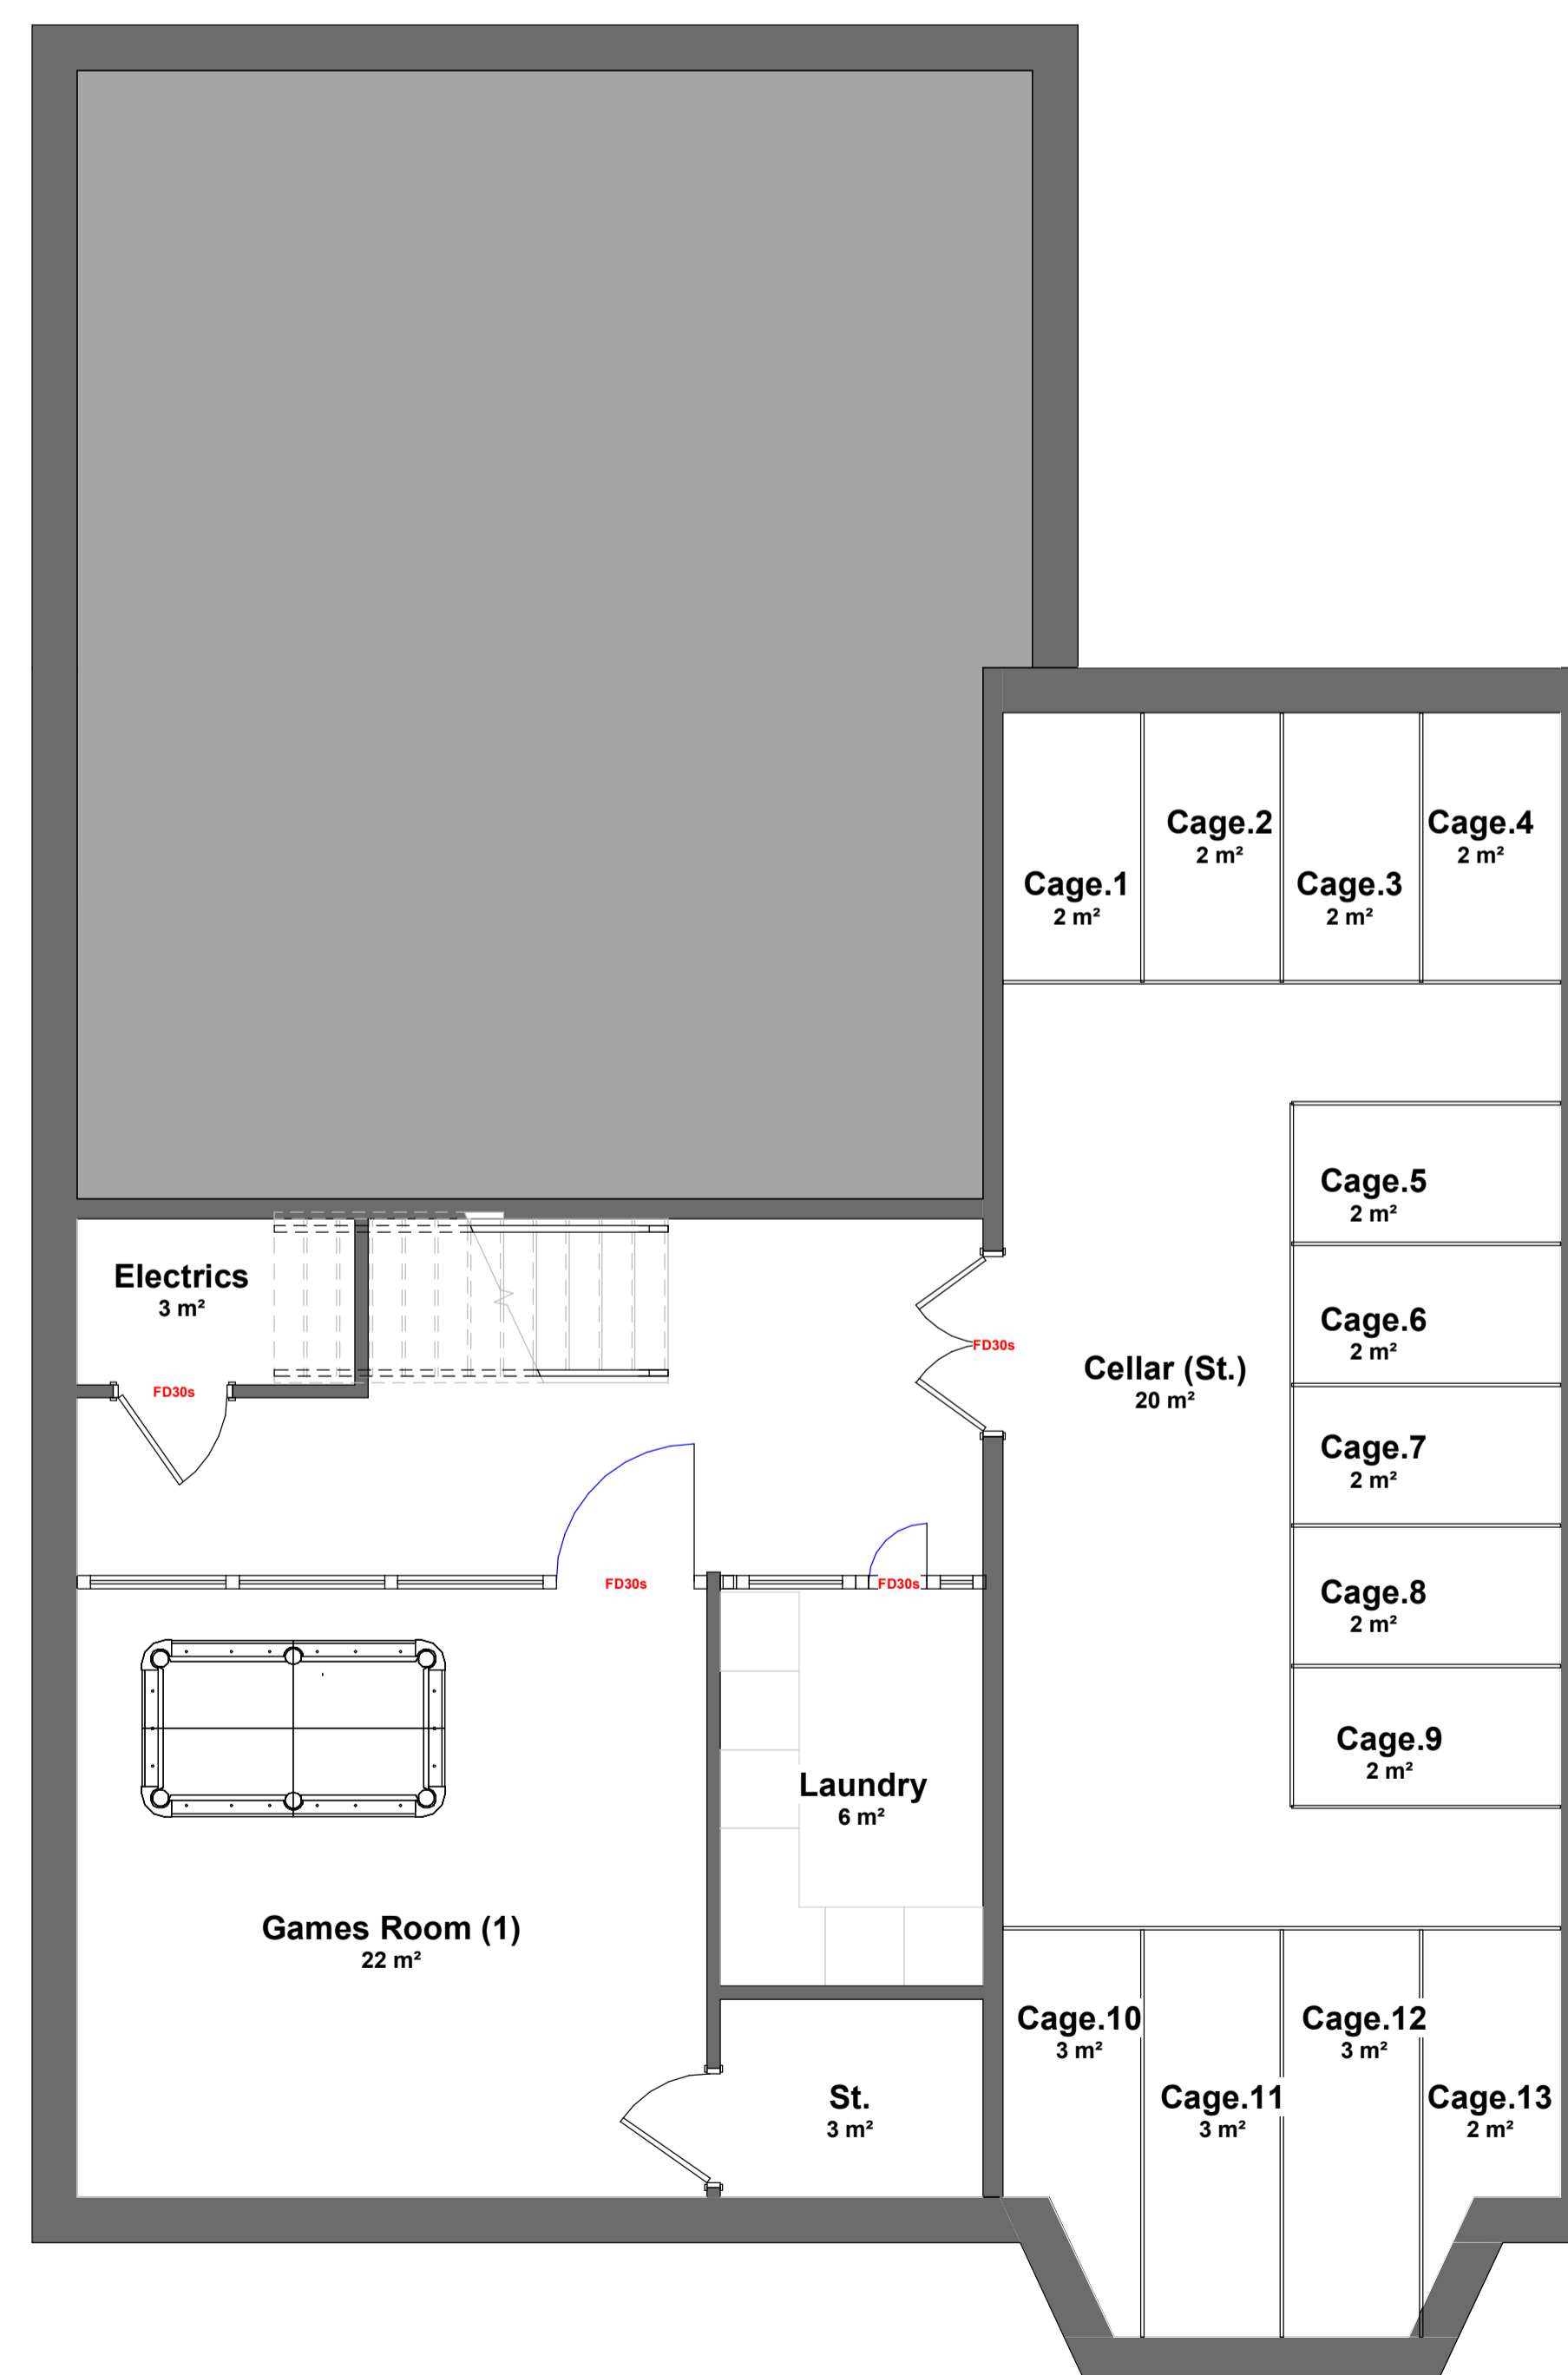 Cage.1
2 m²
Cage.2
2 m²
Cage.3
2 m²
Cage.4
2 m²
Cage.5
2 m²
Electrics
3 m²
Cage.6
2 m²
FD30s
Cellar (St.)
20 m²
FD30s
Cage.7
2 m²
FD30s
FD30s
Cage.8
2 m²
Cage.9
2 m²
Laundry
6 m²
Games Room (1)
22 m²
Cage.10
3 m²
Cage.12
3 m²
St.
3 m²
Cage.11
3 m²
Cage.13
2 m²